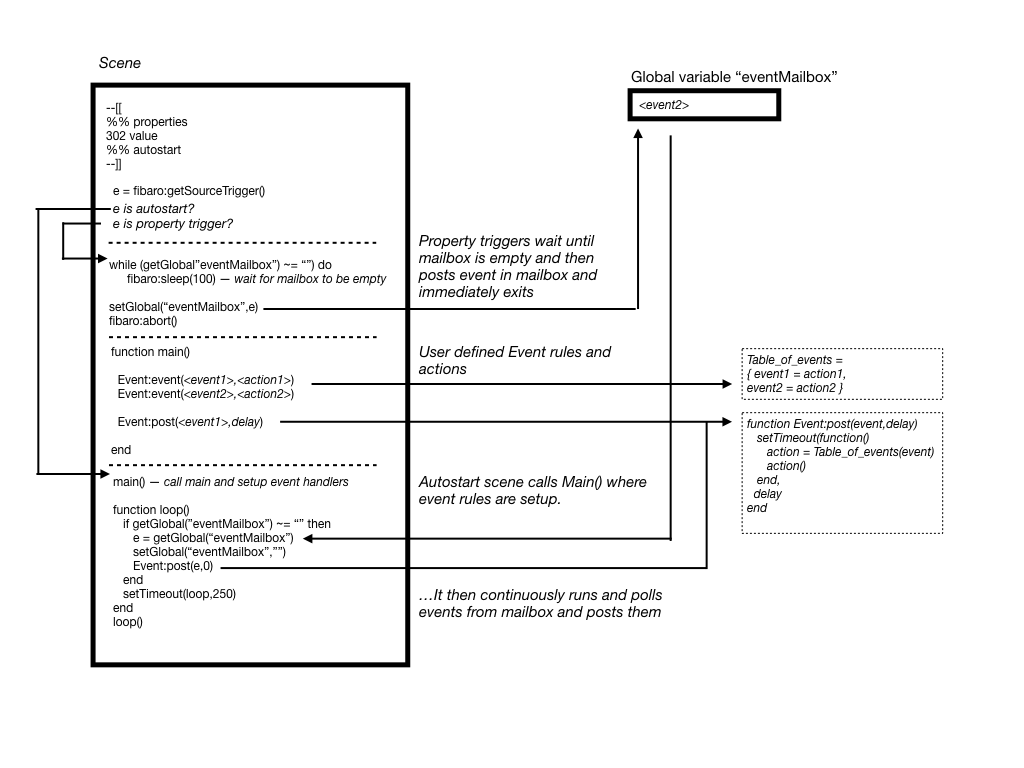 Scene
--[[
%% properties
302 value
%% autostart
--]]
e = fibaro:getSourceTrigger()
e is autostart?
e is property trigger?
while (getGlobal”eventMailbox”) ~= “”) do
fibaro:sleep(100) — wait for mailbox to be empty
setGlobal(“eventMailbox”,e)
fibaro:abort()
function main()
Event:event(<event1>,<action1>)
Event:event(<event2>,<action2>)
Event:post(<event1>,delay)
end
main() — call main and setup event handlers
function loop()
if getGlobal(”eventMailbox”) ~= “” then
e = getGlobal(“eventMailbox”)
setGlobal(“eventMailbox”,””)
Event:post(e,0)
end
setTimeout(loop,250)
end
loop()
Property triggers wait until
mailbox is empty and then
posts event in mailbox and
immediately exits
User defined Event rules and
actions
Autostart scene calls Main() where
event rules are setup.
…It then continuously runs and polls
events from mailbox and posts them
Global variable “eventMailbox”
<event2>
Table_of_events =
{ event1 = action1,
event2 = action2 }
function Event:post(event,delay)
setTimeout(function()
action = Table_of_events(event)
action()
end,
delay
end